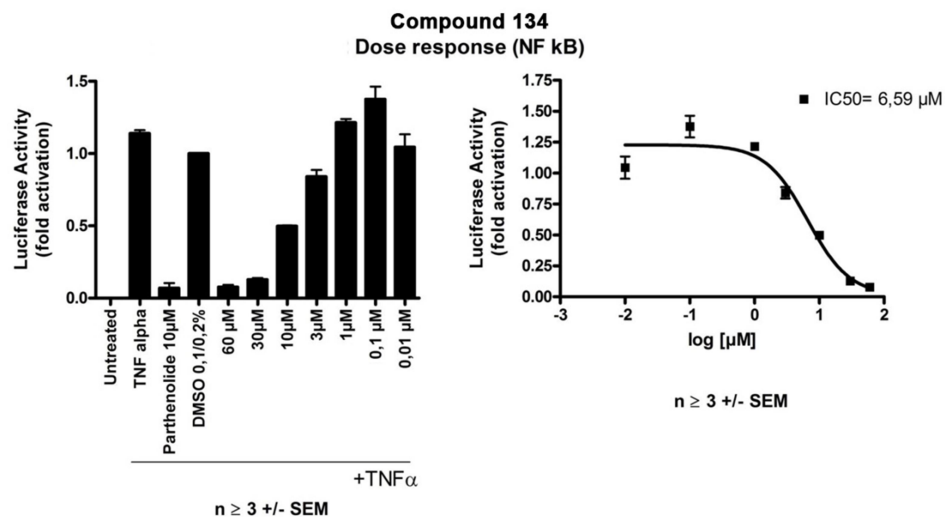 Compound 134
Dose response (NF kB)
Luciferase Activity
(fold activation)
1.5
1.0
0.5
0.0
Untreated
TNF alpha
Parthenolide 10µM
DMSO 0,1/0,2%
60 µM
30µM
10µM
3µM
1µM
0,1 µM
0,01 µM
+TNFα
n ≥ 3 +/- SEM
Luciferase Activity
(fold activation)
1.75
1.50
1.25
1.00
0.75
0.50
0.25
0.00
-3
-2
-1
0
1
2
log [µM]
IC50= 6,59 µM
n ≥ 3 +/- SEM